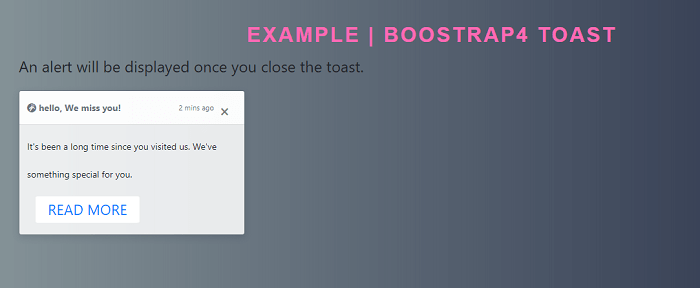 EXAMPLE | BOOSTRAP4 TOAST
An alert will be displayed once you close the toast.
hello, We miss you! 2 mins ago ×
It's been a long time since you visited us. We've
something special for you.
READ MORE